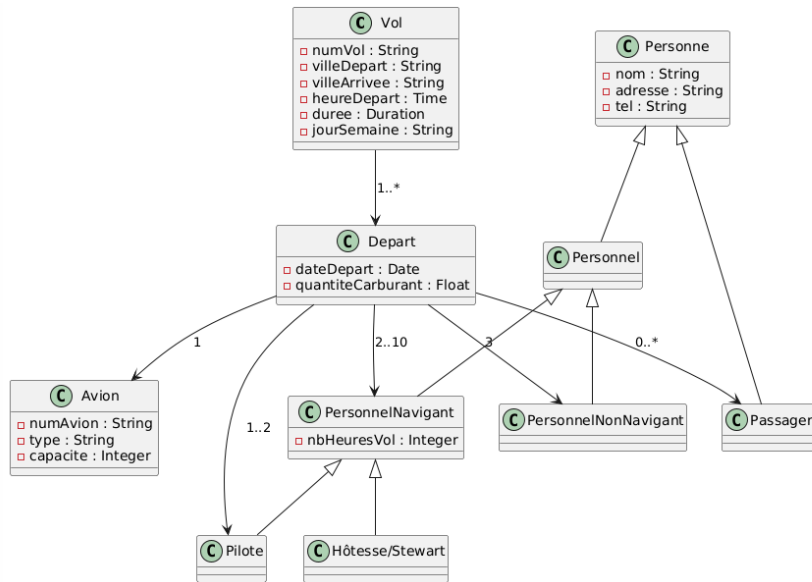 C Vol
numVol : String
villeDepart : String
villeArrivee : String
heureDepart : Time
duree : Duration
jourSemaine : String
C Personne
nom : String
adresse : String
tel : String
1..*
C Depart
dateDepart : Date
quantiteCarburant : Float
C Personnel
1
2..10
3
0..*
C Avion
numAvion : String
type : String
capacite : Integer
1..2
C PersonnelNavigant
nbHeuresVol : Integer
C PersonnelNonNavigant
C Passager
C Pilote
C Hôtesse/Stewart